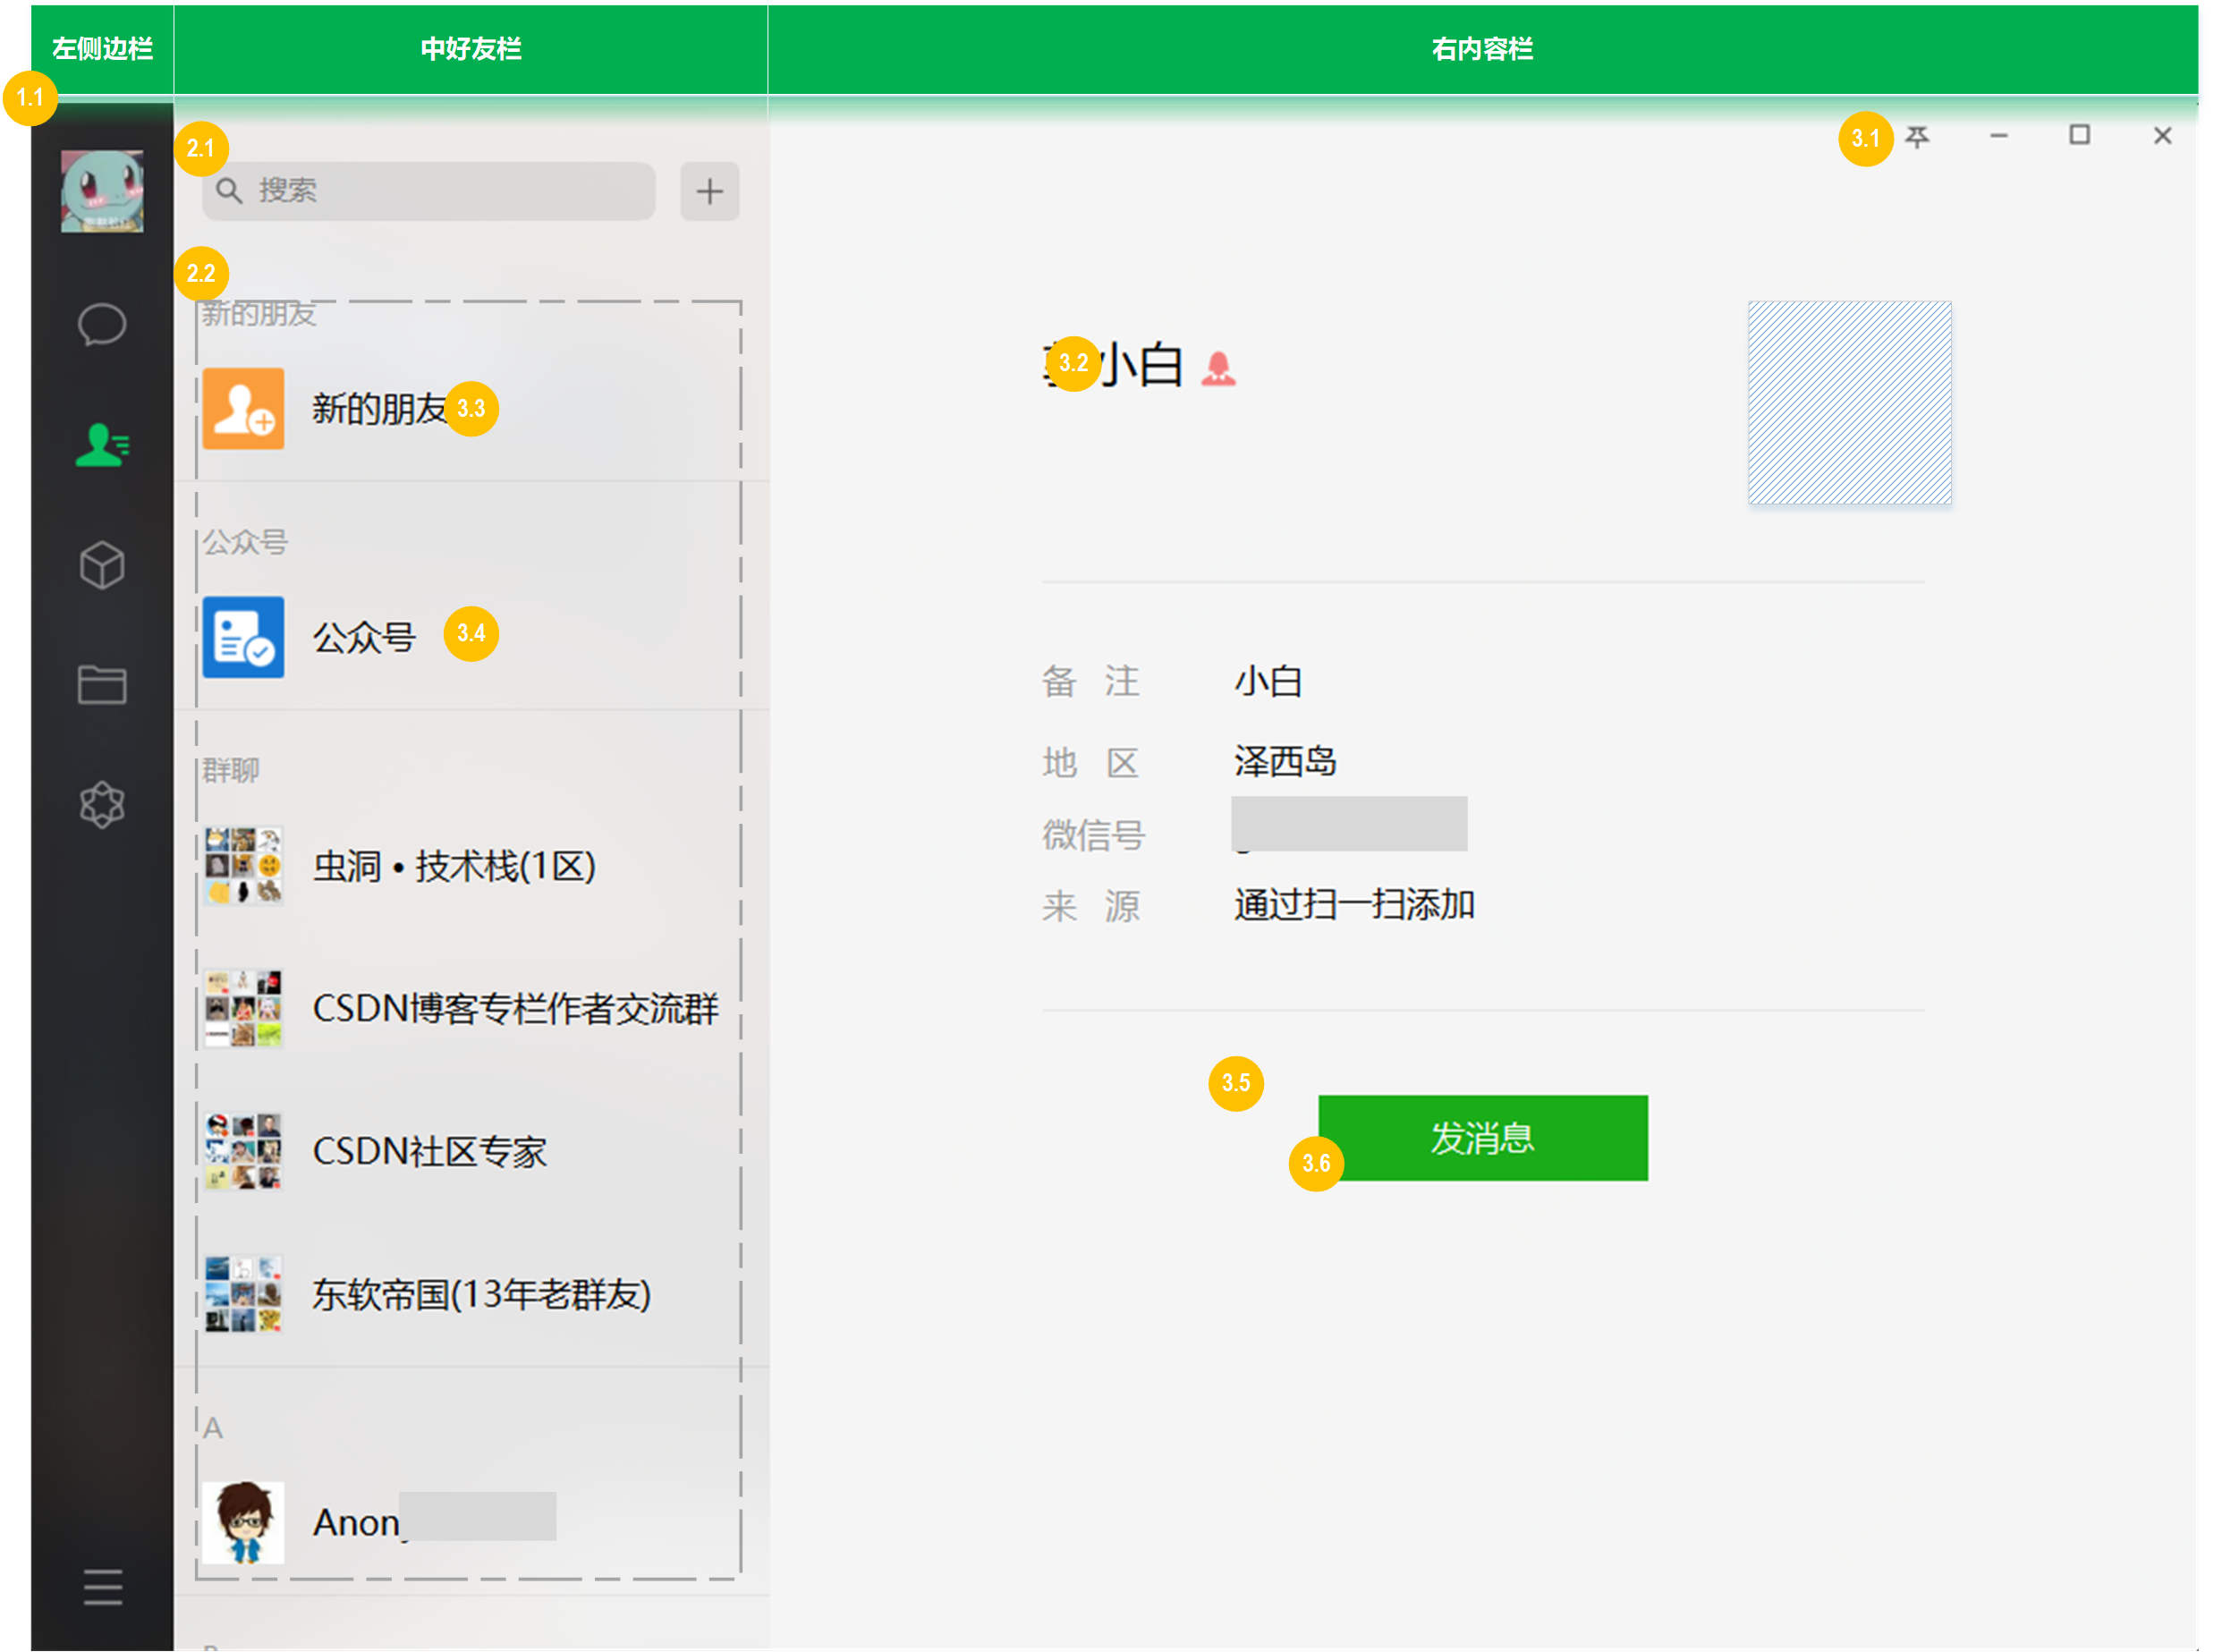 左侧边栏
中好友栏
右内容栏
1.1
2.1
搜索
3.1
2.2
新的朋友
新的朋友
3.3
3.2
小白
公众号
公众号
3.4
群聊
虫洞 • 技术栈(1区)
CSDN博客专栏作者交流群
CSDN社区专家
东软帝国(13年老群友)
A
Anon
备 注 小白
地 区 泽西岛
微信号
来 源 通过扫一扫添加
3.5
发消息
3.6